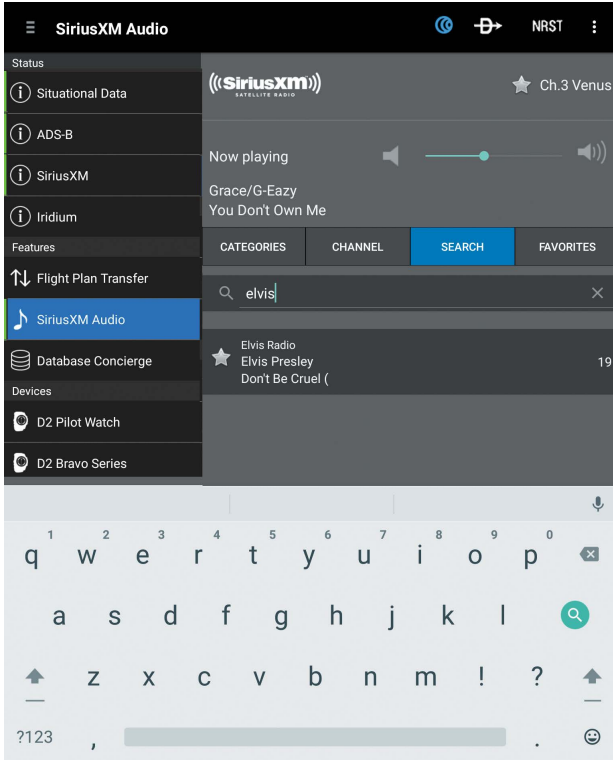 SiriusXM Audio
NRST
Status
Situational Data
ADS-B
SiriusXM
Iridium
Features
Flight Plan Transfer
SiriusXM Audio
Database Concierge
Devices
D2 Pilot Watch
D2 Bravo Series
((SiriusXM))
SATELLITE RADIO
Ch.3 Venus
Now playing
Grace/G-Eazy
You Don't Own Me
CATEGORIES CHANNEL SEARCH FAVORITES
elvis
Elvis Radio
Elvis Presley
Don't Be Cruel (
19
1 2 3 4 5 6 7 8 9 0
q w e r t y u i o p
a s d f g h j k l
z x c v b n m ! ?
?123 , .